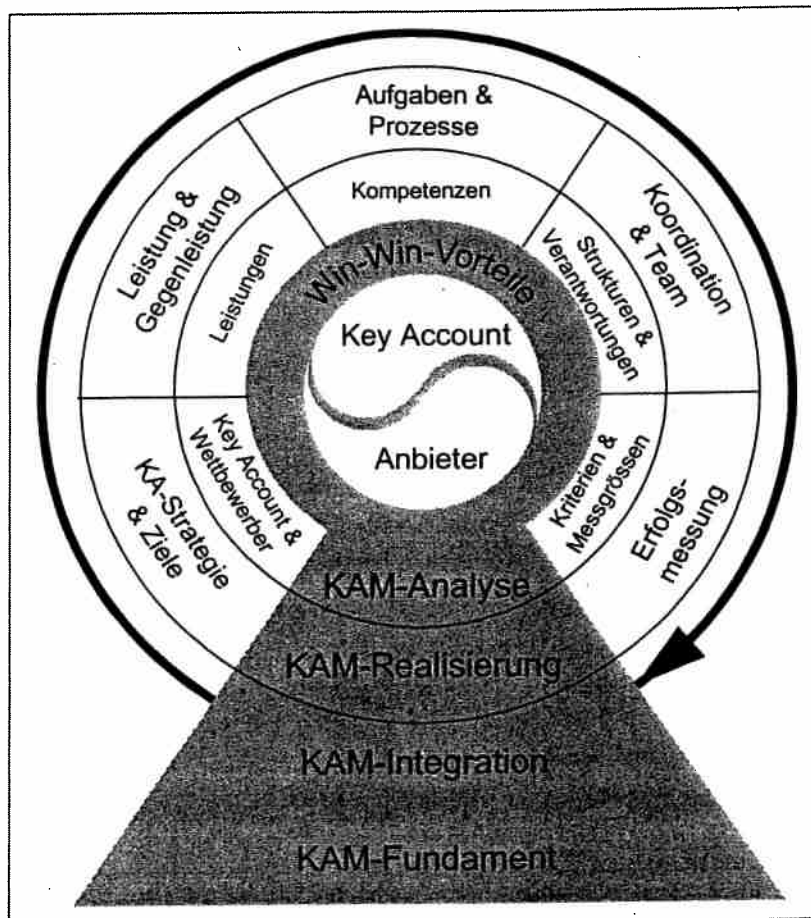 Aufgaben &
Prozesse
Kompetenzen
Leistung &
Gegenleistung
Leistungen
Koordination
& Team
Strukturen &
Verantwortungen
Win-Win-Vorteile
Key Account
Anbieter
KA-Strategie
& Ziele
Key Account &
Wettbewerber
Kriterien &
Messgrössen
Erfolgs-
messung
KAM-Analyse
KAM-Realisierung
KAM-Integration
KAM-Fundament